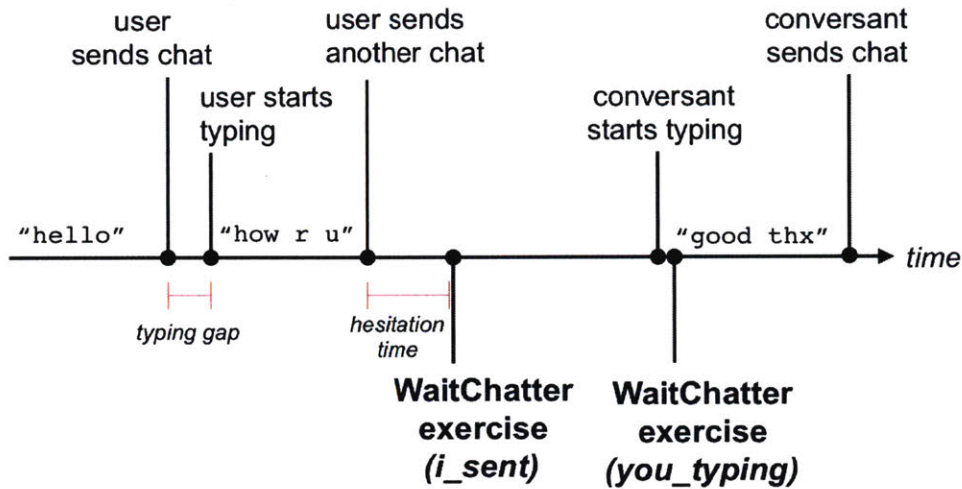 user
sends chat
user sends
another chat
conversant
sends chat
user starts
typing
conversant
starts typing
"hello"
"how r u"
"good thx"
time
typing gap
hesitation
time
WaitChatter
exercise
(i_sent)
WaitChatter
exercise
(you_typing)